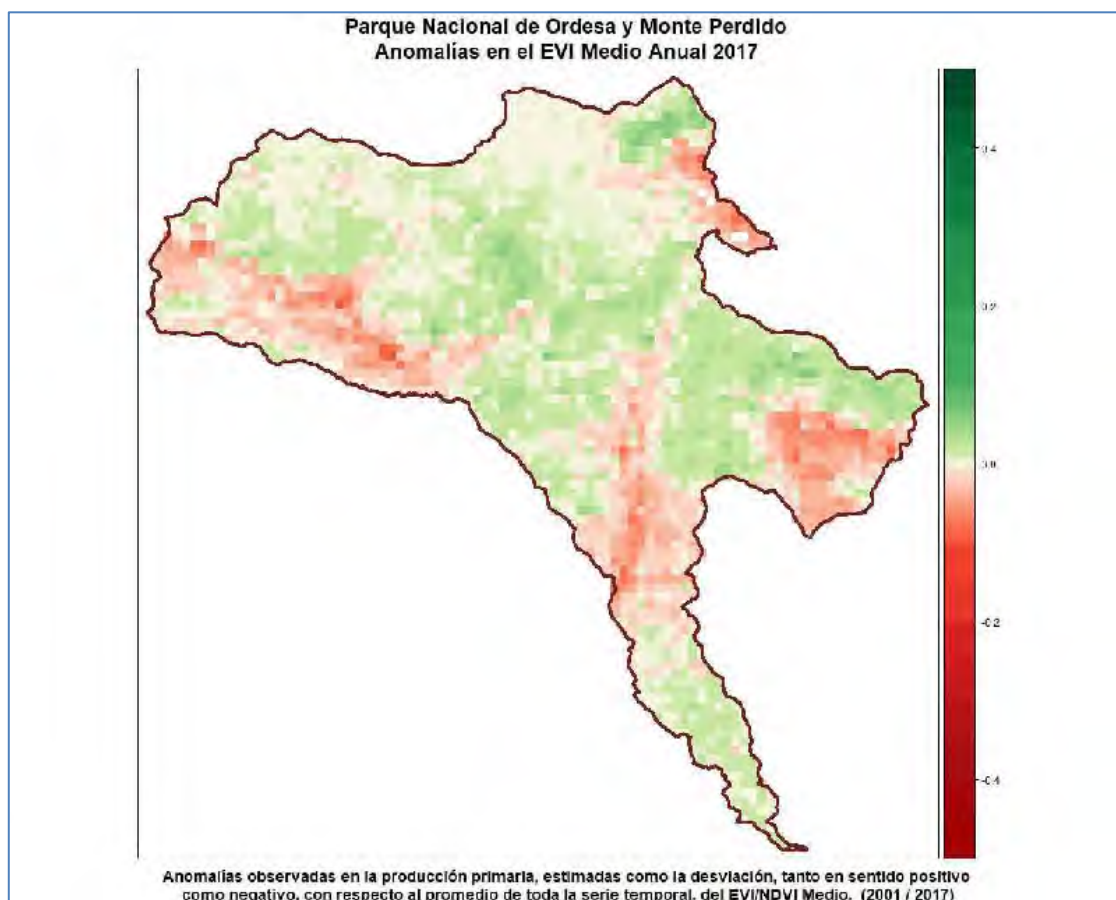 Parque Nacional de Ordesa y Monte Perdido
Anomalías en el EVI Medio Anual 2017
0.4
0.2
0.0
-0.2
-0.4
Anomalías observadas en la producción primaria, estimadas como la desviación, tanto en sentido positivo
como negativo, con respecto al promedio de toda la serie temporal, del EVI/NDVI Medio. (2001 / 2017)